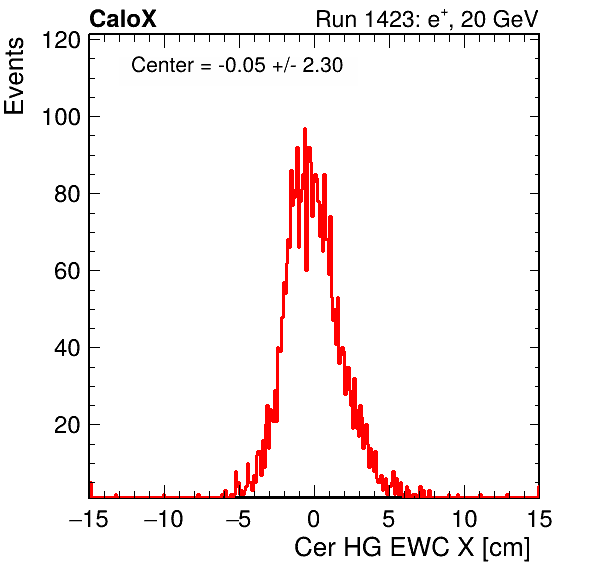 CaloX Run 1423: e⁺, 20 GeV
Center = -0.05 +/- 2.30
Events
120
100
80
60
40
20
−15 −10 −5 0 5 10 15
Cer HG EWC X [cm]